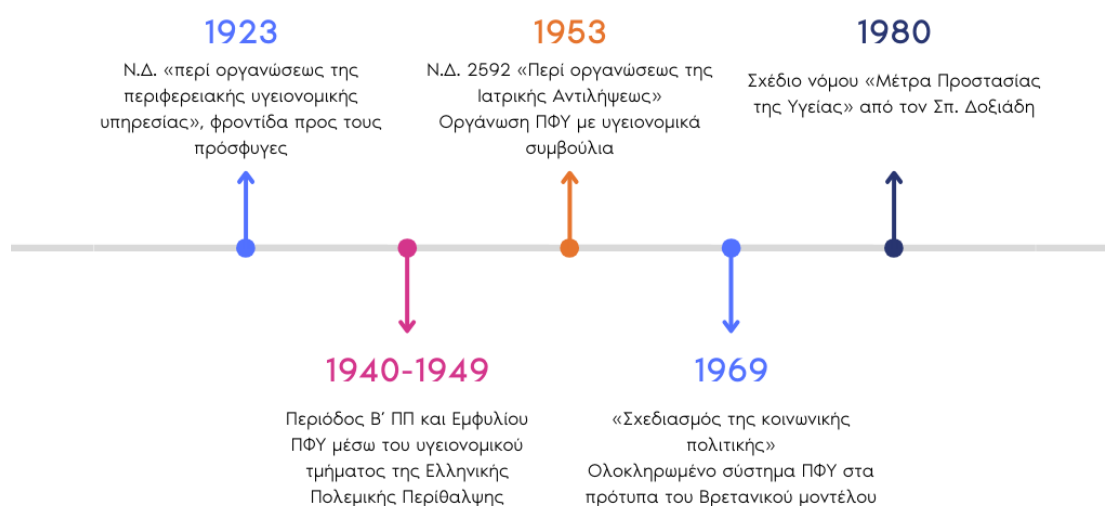 1923
Ν.Δ. «περί οργανώσεως της
περιφερειακής υγειονομικής
υπηρεσίας», φροντίδα προς τους
πρόσφυγες
1953
Ν.Δ. 2592 «Περί οργανώσεως της
Ιατρικής Αντιλήψεως»
Οργάνωση ΠΦΥ με υγειονομικά
συμβούλια
1980
Σχέδιο νόμου «Μέτρα Προστασίας
της Υγείας» από τον Σπ. Δοξιάδη
1940-1949
Περιόδος Β΄ ΠΠ και Εμφυλίου
ΠΦΥ μέσω του υγειονομικού
τμήματος της Ελληνικής
Πολεμικής Περίθαλψης
1969
«Σχεδιασμός της κοινωνικής
πολιτικής»
Ολοκληρωμένο σύστημα ΠΦΥ στα
πρότυπα του Βρετανικού μοντέλου